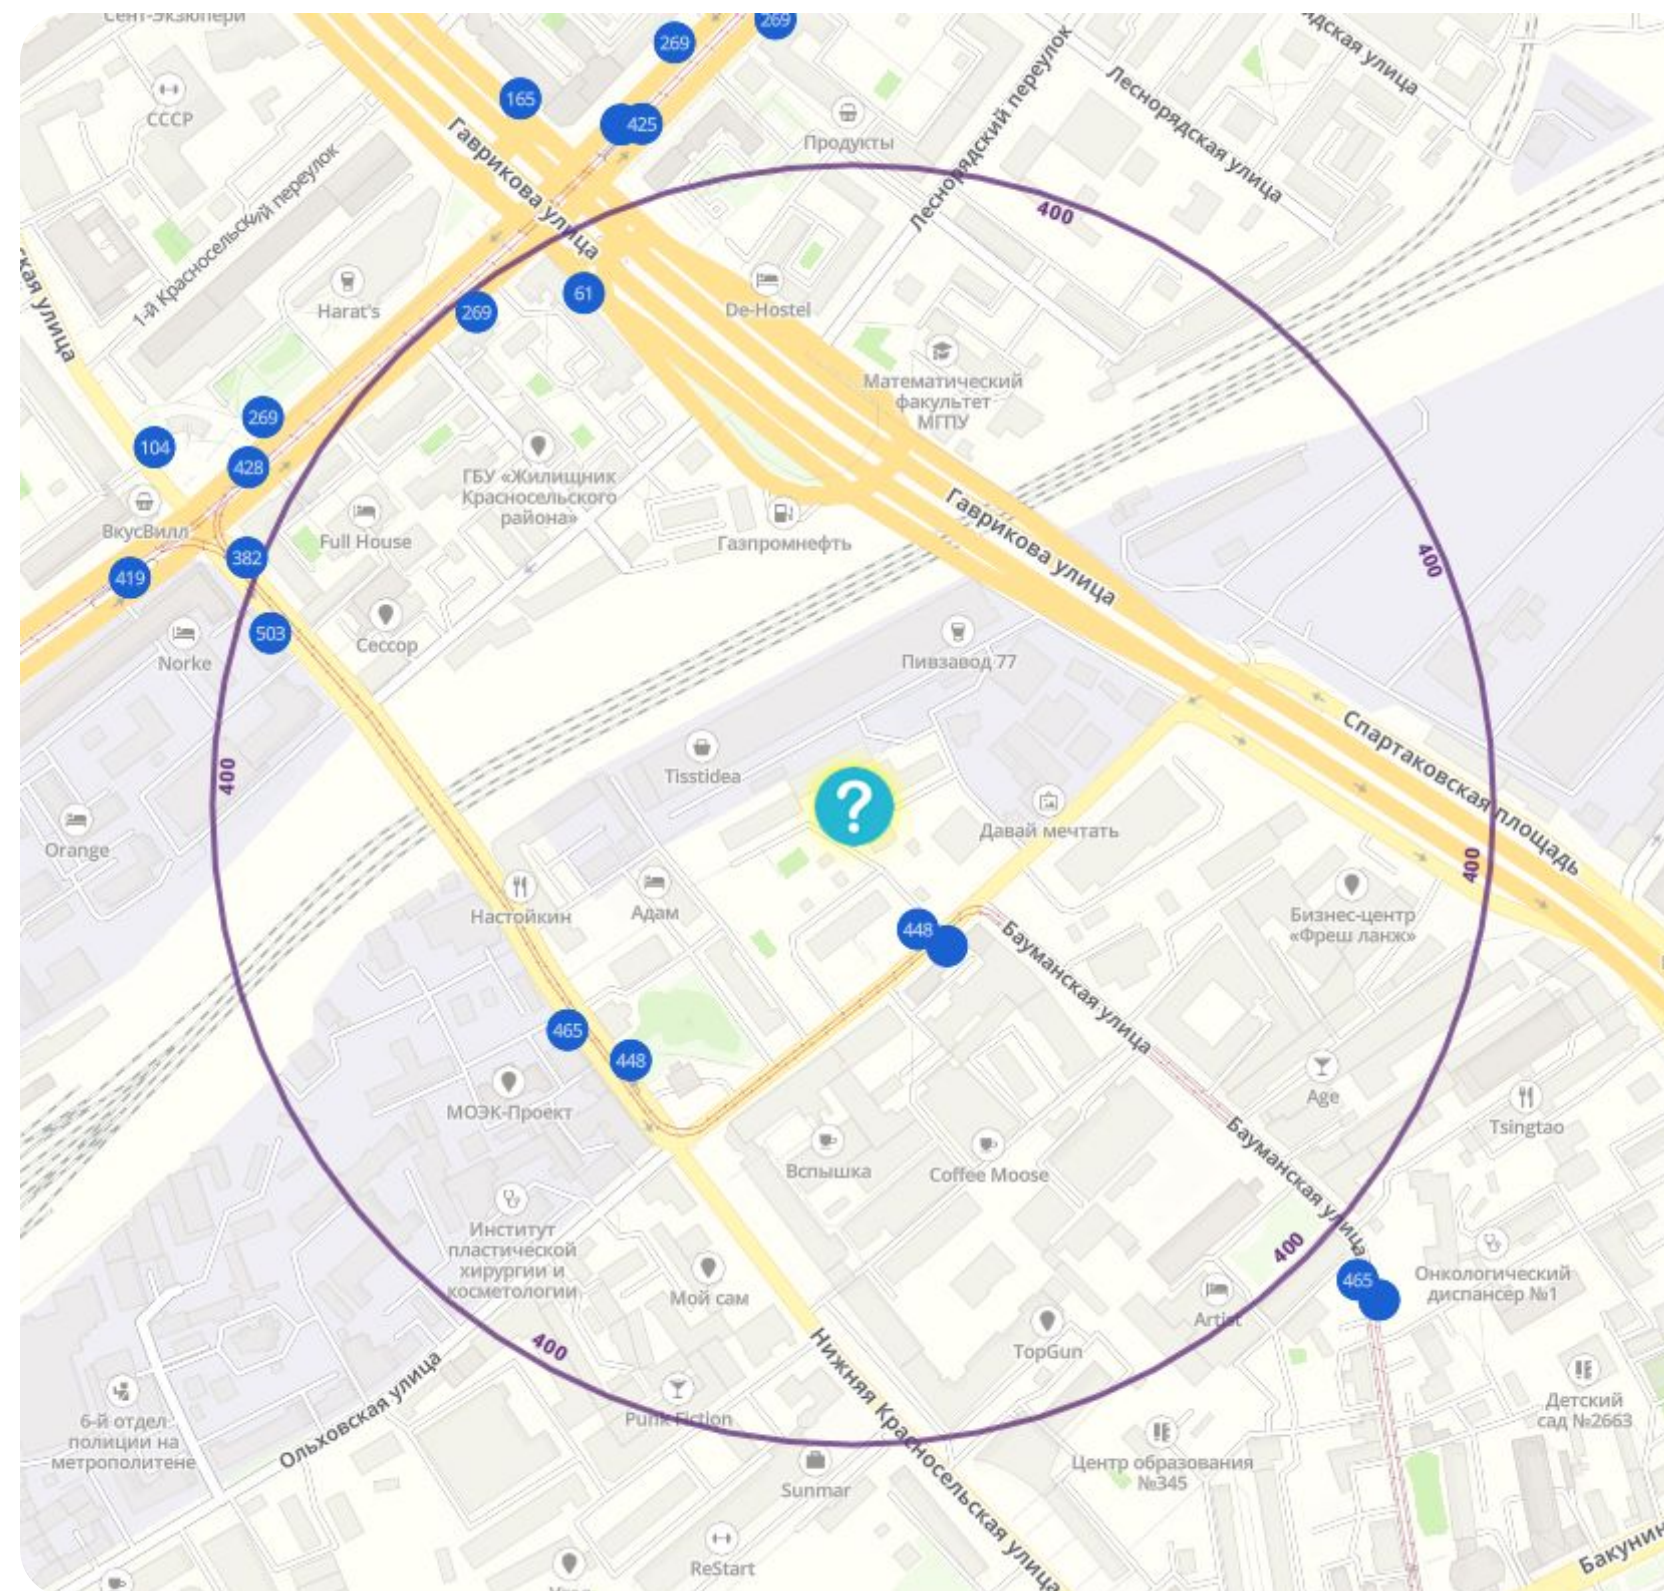 Сент-Экзюпери
269
269
165
425
СССР
Гаврикова улица
Продукты
Леснорядский переулок
Леснорядская улица
1-й Красносельский переулок
400
Harat's
61
269
De-Hostel
Математический
факультет
МГПУ
269
104
428
ВкусВилл
ГБУ «Жилищник
Красносельского
района»
Full House
Газпромнефть
Гаврикова улица
400
382
419
503
Norke
Сессор
Пивзавод 77
Спартаковская площадь
400
Tisstidea
?
Давай мечтать
Orange
400
Настойкин
Адам
448
Бауманская улица
Бизнес-центр
«Фреш ланж»
465
448
МОЭК-Проект
Age
Tsingtao
Вспышка
Coffee Moose
Бауманская улица
Институт
пластической
хирургии и
косметологии
Мой сам
400
465
Онкологический
диспансер №1
Artist
TopGun
400
Нижняя Красносельская улица
Ольховская улица
6-й отдел
полиции на
метрополитене
Punk Fiction
Детский
сад №2663
Центр образования
№345
Sunmar
ReStart